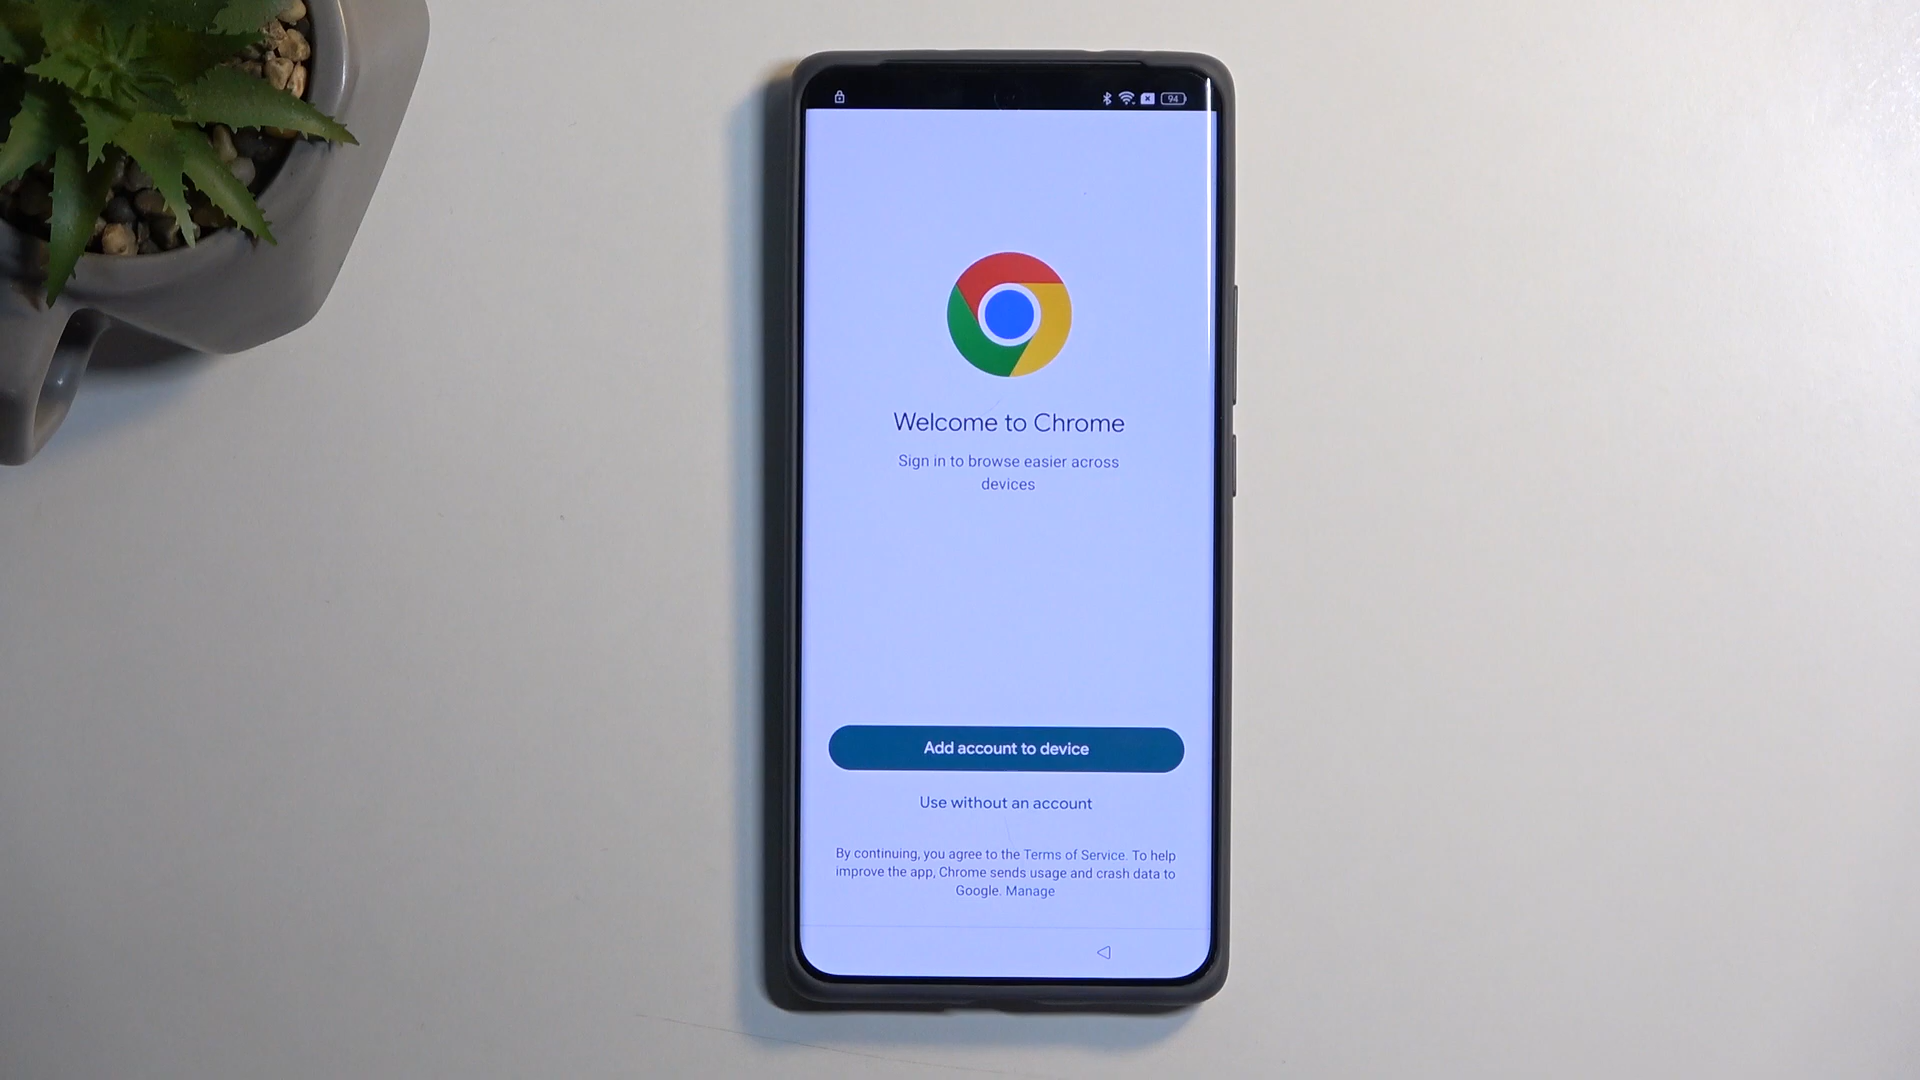 94
Welcome to Chrome
Sign in to browse easier across
devices
Add account to device
Use without an account
By continuing, you agree to the Terms of Service. To help
improve the app, Chrome sends usage and crash data to
Google. Manage